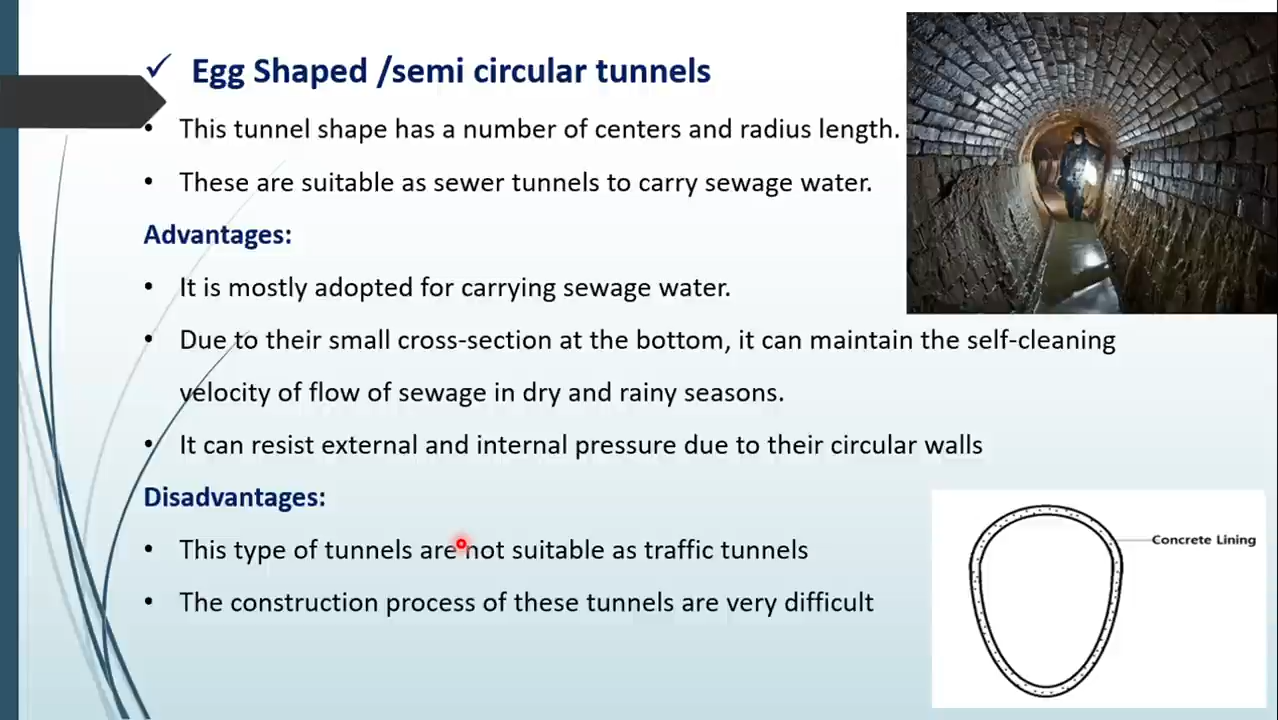 ✓ Egg Shaped /semi circular tunnels
• This tunnel shape has a number of centers and radius length.
• These are suitable as sewer tunnels to carry sewage water.
Advantages:
• It is mostly adopted for carrying sewage water.
• Due to their small cross-section at the bottom, it can maintain the self-cleaning
velocity of flow of sewage in dry and rainy seasons.
• It can resist external and internal pressure due to their circular walls
Disadvantages:
• This type of tunnels are not suitable as traffic tunnels
• The construction process of these tunnels are very difficult
Concrete Lining